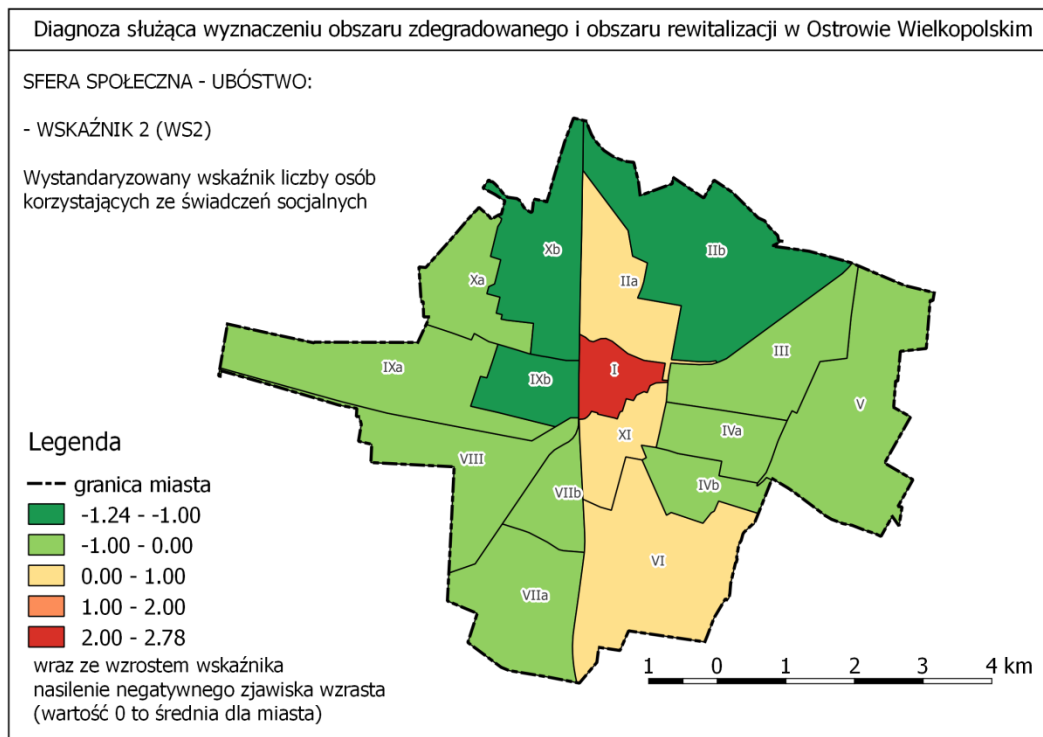 Diagnoza służąca wyznaczeniu obszaru zdegradowanego i obszaru rewitalizacji w Ostrowie Wielkopolskim
SFERA SPOŁECZNA - UBÓSTWO:
- WSKAŹNIK 2 (WS2)
Wystandaryzowany wskaźnik liczby osób
korzystających ze świadczeń socjalnych
Xb
IIb
Xa
IIa
III
IXa
IXb
I
V
XI
IVa
VIII
VIIb
IVb
VI
VIIa
Legenda
granica miasta
-1.24 - -1.00
-1.00 - 0.00
0.00 - 1.00
1.00 - 2.00
2.00 - 2.78
wraz ze wzrostem wskaźnika
nasilenie negatywnego zjawiska wzrasta
(wartość 0 to średnia dla miasta)
1 0 1 2 3 4 km